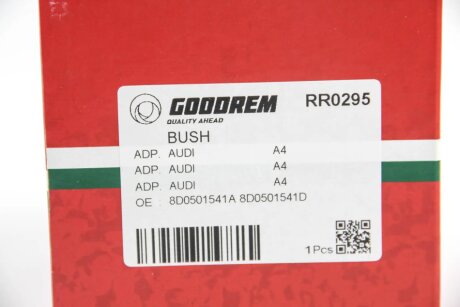 GOODREM RR0295
QUALITY AHEAD
BUSH
ADP. AUDI A4
ADP. AUDI A4
ADP. AUDI A4
OE : 8D0501541A 8D0501541D
1Pcs